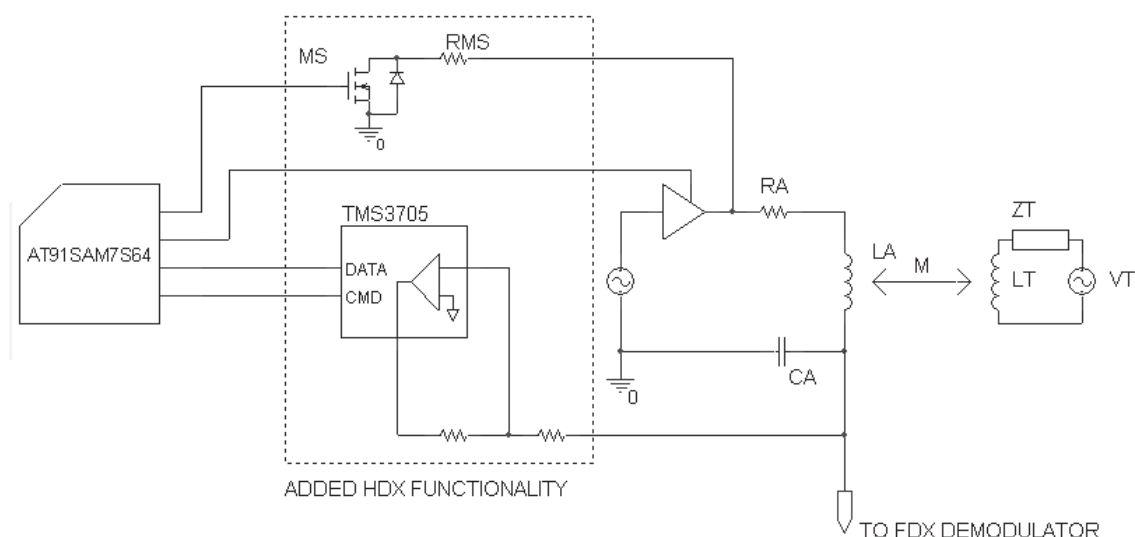 MS
RMS
0
TMS3705
AT91SAM7S64
DATA
CMD
RA
LA
M
ZT
LT
VT
CA
0
ADDED HDX FUNCTIONALITY
TO FDX DEMODULATOR